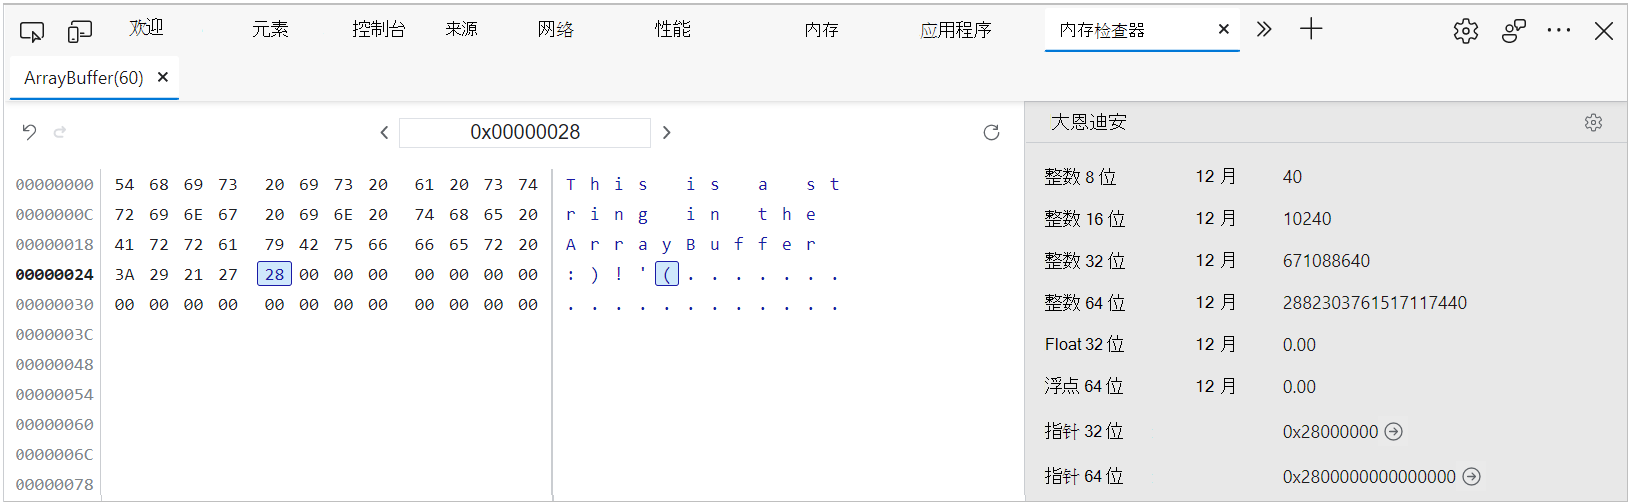 欢迎 元素 控制台 来源 网络 性能 内存 应用程序 内存检查器
ArrayBuffer(60)
0x00000028
大恩迪安
00000000 54 68 69 73 20 69 73 20 61 20 73 74 This is a st
0000000C 72 69 6E 67 20 69 6E 20 74 68 65 20 ring in the
00000018 41 72 72 61 79 42 75 66 66 65 72 20 ArrayBuffer
00000024 3A 29 21 27 28 00 00 00 00 00 00 00 :)!'(.......
00000030 00 00 00 00 00 00 00 00 00 00 00 00 ............
0000003C
00000048
00000054
00000060
0000006C
00000078
整数 8 位 12 月 40
整数 16 位 12 月 10240
整数 32 位 12 月 671088640
整数 64 位 12 月 2882303761517117440
Float 32 位 12 月 0.00
浮点 64 位 12 月 0.00
指针 32 位 0x28000000
指针 64 位 0x2800000000000000